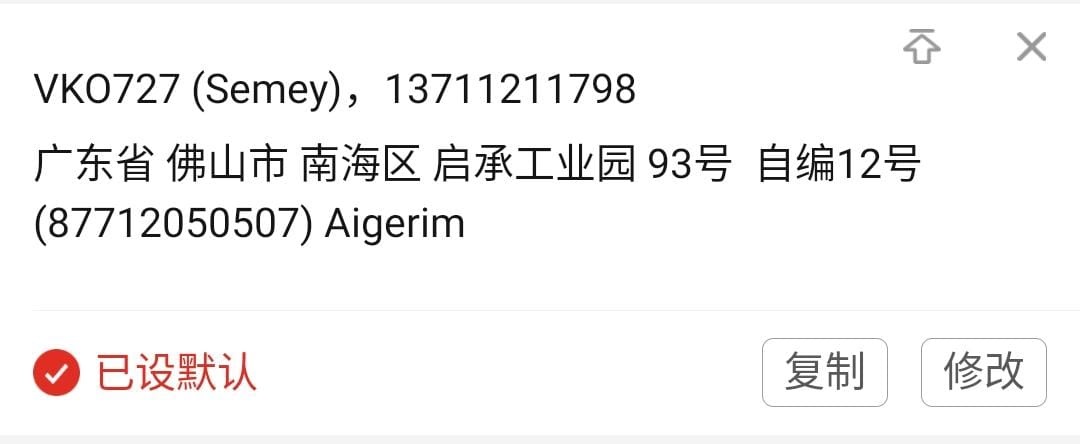 VKO727 (Semey)，13711211798
广东省 佛山市 南海区 启承工业园 93号  自编12号
(87712050507) Aigerim
已设默认
复制
修改